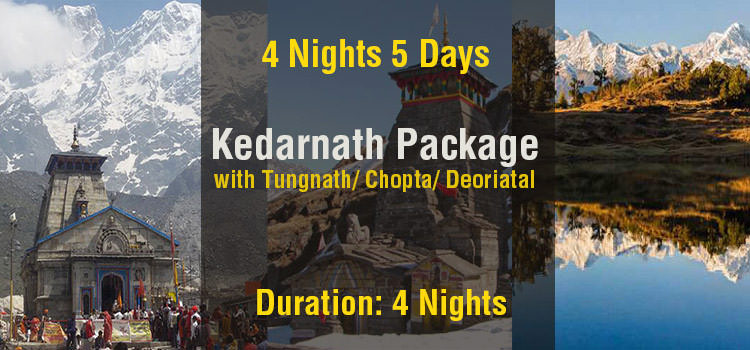 4 Nights 5 Days
Kedarnath Package
with Tungnath/ Chopta/ Deoriatal
Duration: 4 Nights